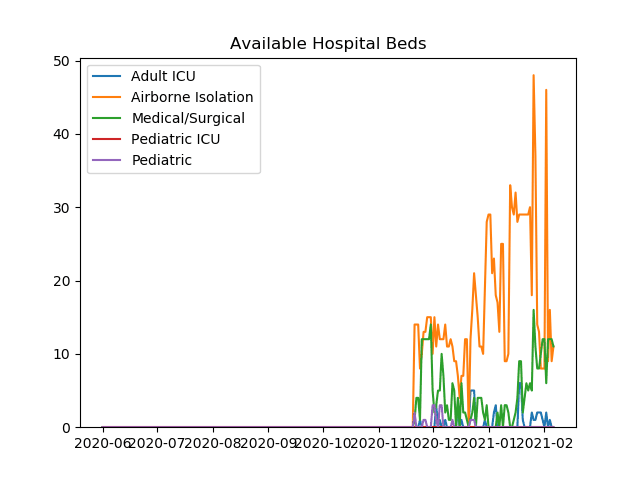 Available Hospital Beds
Adult ICU
Airborne Isolation
Medical/Surgical
Pediatric ICU
Pediatric
50
40
30
20
10
0
2020-06 2020-07 2020-08 2020-09 2020-10 2020-11 2020-12 2021-01 2021-02